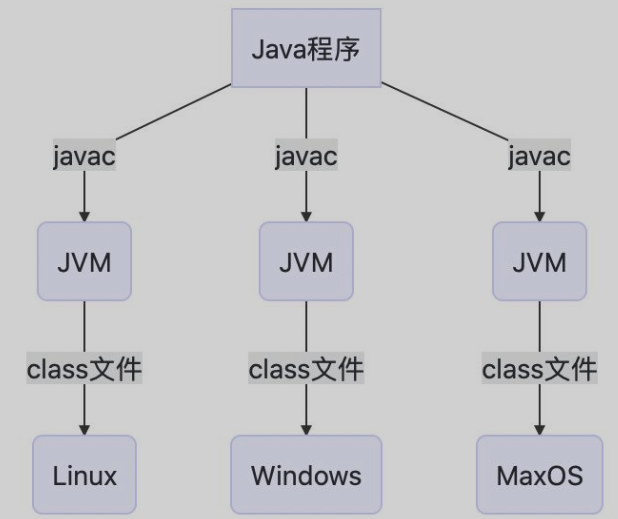 Java程序
javac
javac
javac
JVM
JVM
JVM
class文件
class文件
class文件
Linux
Windows
MaxOS